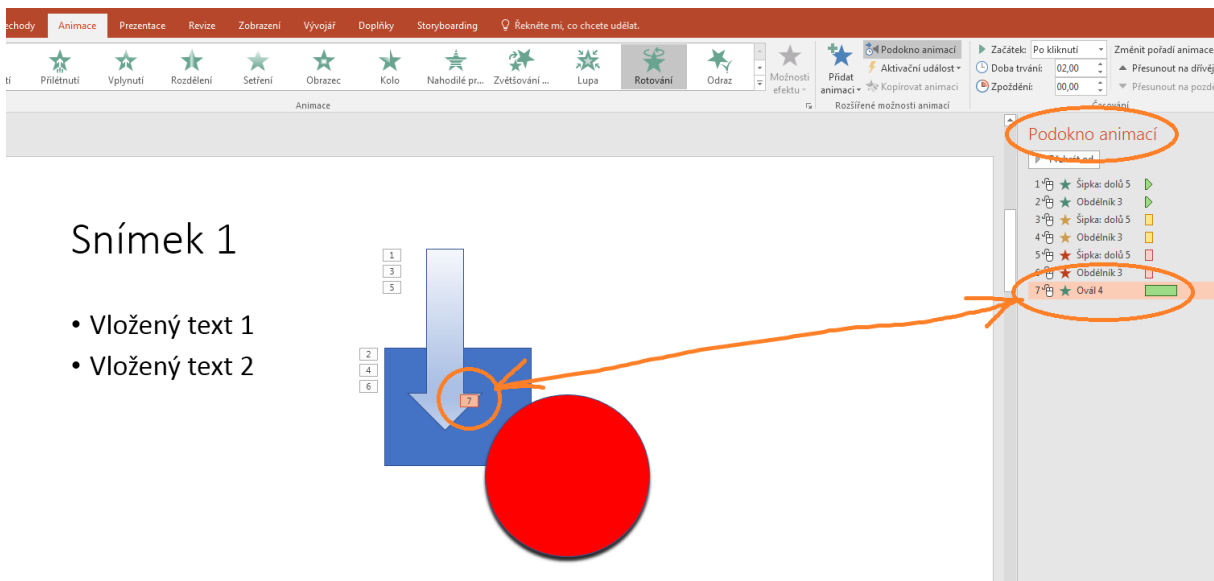 Animace Prezentace Revize Zobrazení Vývojář Doplňky Storyboarding Řekněte mi, co chcete udělat.
Přilétnutí Vplynutí Rozdělení Setření Obrazec Kolo Nahodilé pr... Zvětšování ... Lupa Rotování Odraz
Možnosti efektu
Přidat animaci
Podokno animací
Aktivační událost
Kopírovat animaci
Začátek: Po kliknutí
Doba trvání: 02,00
Zpoždění: 00,00
Změnit pořadí animace
Přesunout na dřívěj
Přesunout na pozdě
Animace Rozšířené možnosti animací Časování
Podokno animací
Přehrát od
1 Šipka: dolů 5
2 Obdélník 3
3 Šipka: dolů 5
4 Obdélník 3
5 Šipka: dolů 5
6 Obdélník 3
7 Ovál 4
Snímek 1
• Vložený text 1
• Vložený text 2
1
3
5
2
4
6
7